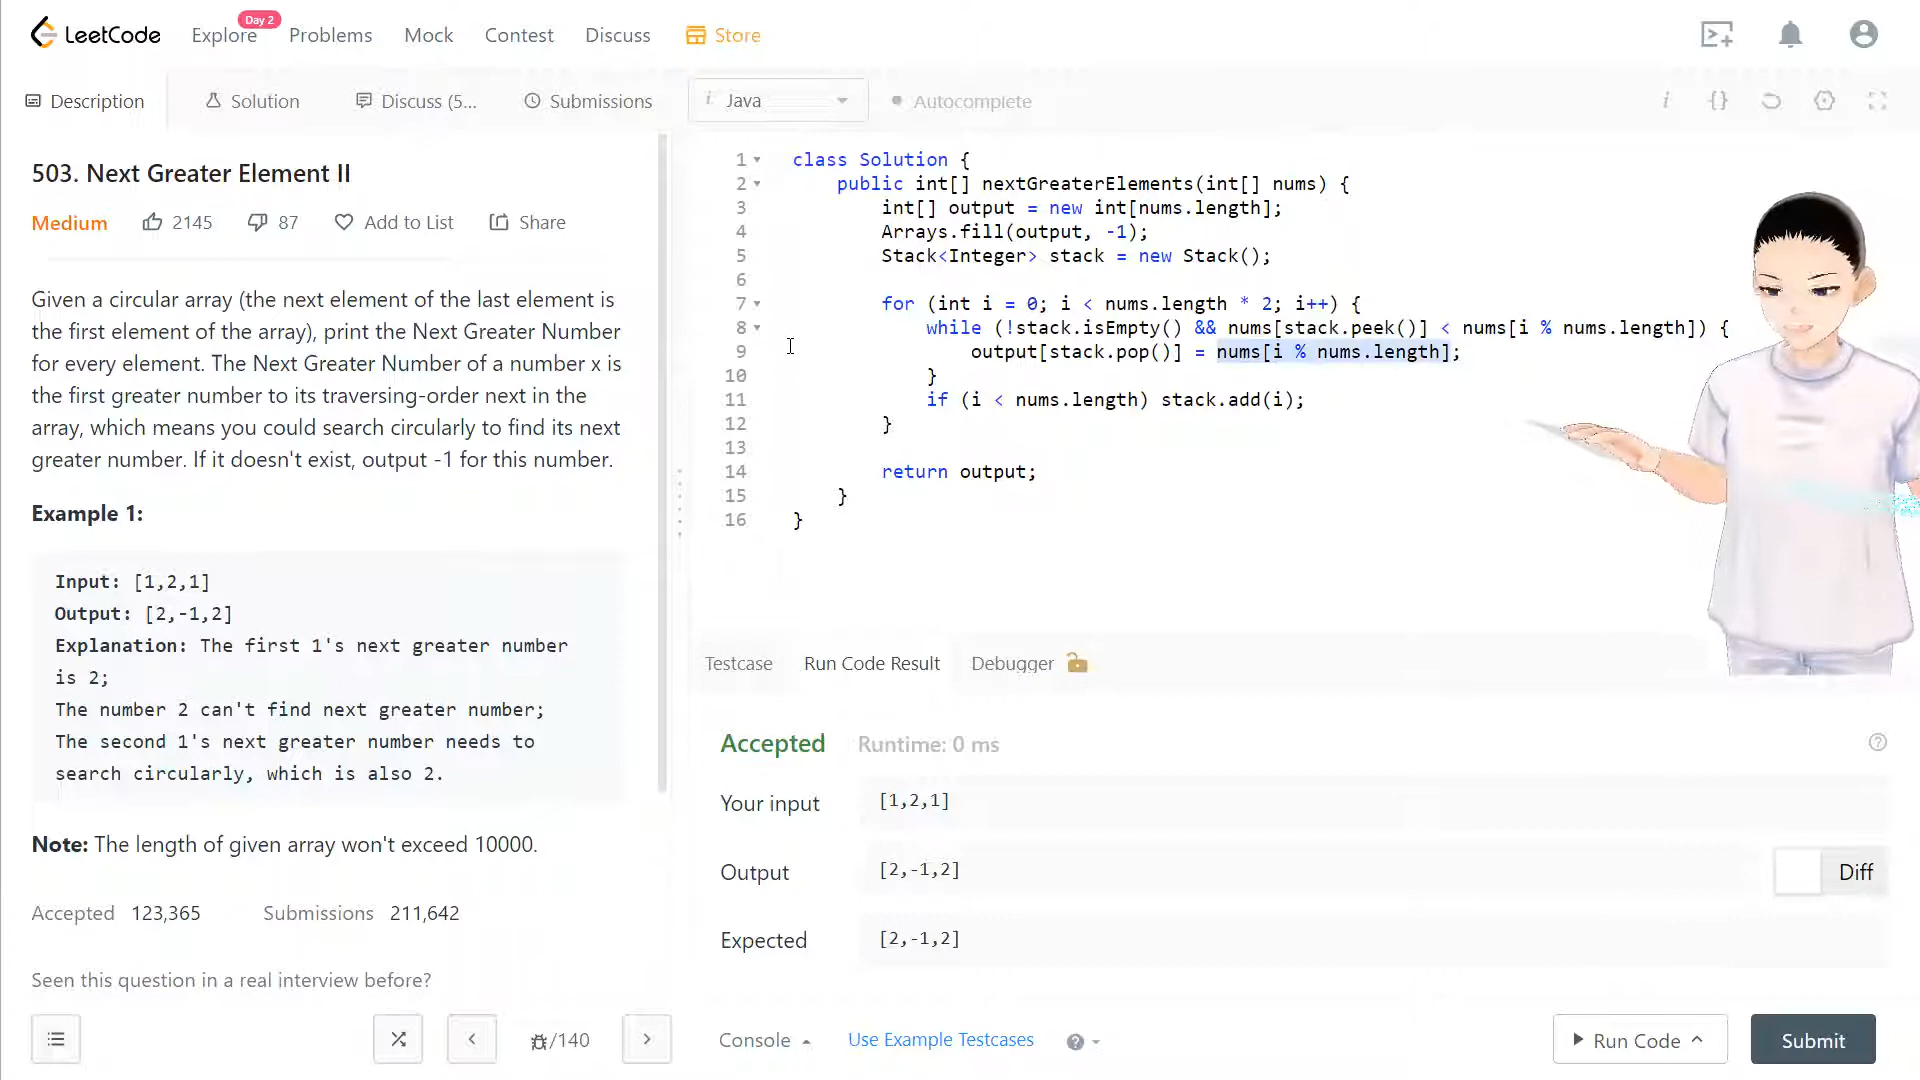 LeetCode
Explore
Day 2
Problems
Mock
Contest
Discuss
Store
Description
Solution
Discuss (5...
Submissions
i Java
Autocomplete
503. Next Greater Element II
Medium
2145
87
Add to List
Share
Given a circular array (the next element of the last element is
the first element of the array), print the Next Greater Number
for every element. The Next Greater Number of a number x is
the first greater number to its traversing-order next in the
array, which means you could search circularly to find its next
greater number. If it doesn't exist, output -1 for this number.
Example 1:
Input: [1,2,1]
Output: [2,-1,2]
Explanation: The first 1's next greater number
is 2;
The number 2 can't find next greater number;
The second 1's next greater number needs to
search circularly, which is also 2.
Note: The length of given array won't exceed 10000.
Accepted 123,365 Submissions 211,642
Seen this question in a real interview before?
/140
1 class Solution {
2 public int[] nextGreaterElements(int[] nums) {
3 int[] output = new int[nums.length];
4 Arrays.fill(output, -1);
5 Stack<Integer> stack = new Stack();
6
7 for (int i = 0; i < nums.length * 2; i++) {
8 while (!stack.isEmpty() && nums[stack.peek()] < nums[i % nums.length]) {
9 output[stack.pop()] = nums[i % nums.length];
10 }
11 if (i < nums.length) stack.add(i);
12 }
13
14 return output;
15 }
16 }
Testcase
Run Code Result
Debugger
Accepted Runtime: 0 ms
Your input [1,2,1]
Output [2,-1,2]
Diff
Expected [2,-1,2]
Console
Use Example Testcases
Run Code
Submit